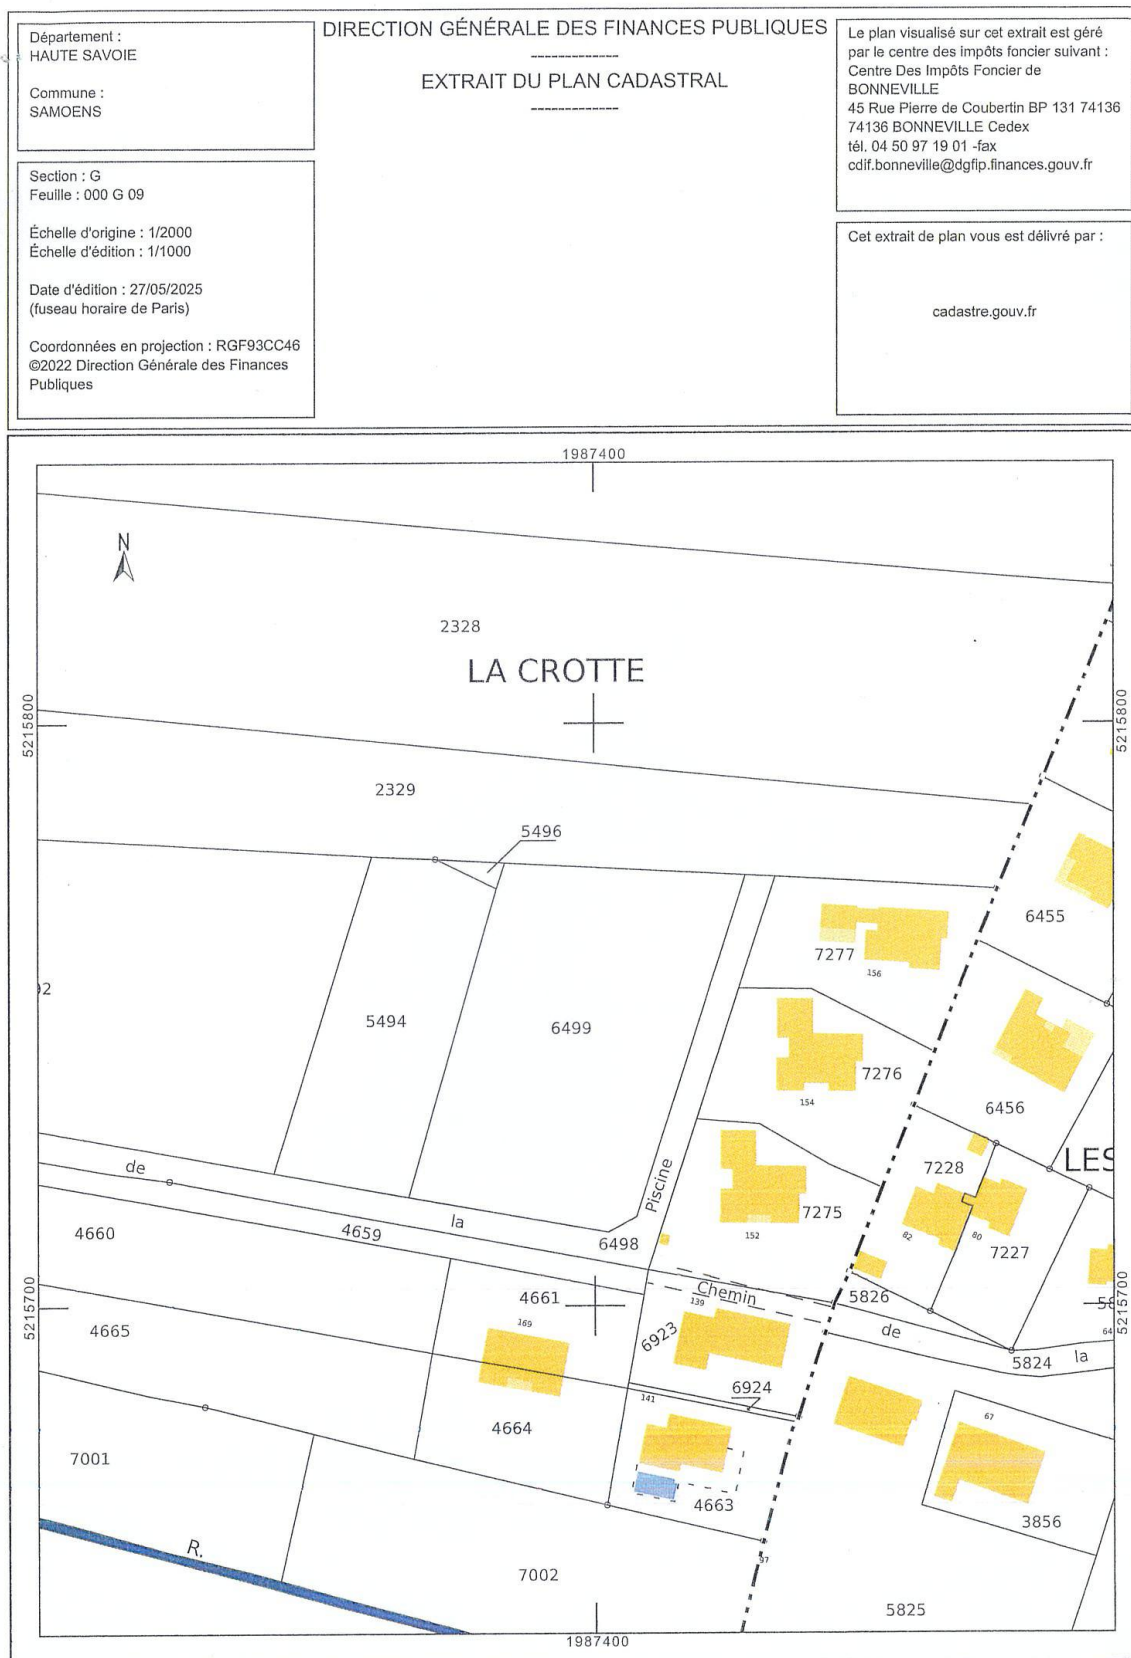 Département :
HAUTE SAVOIE
Commune :
SAMOENS
Section : G
Feuille : 000 G 09
Échelle d'origine : 1/2000
Échelle d'édition : 1/1000
Date d'édition : 27/05/2025
(fuseau horaire de Paris)
Coordonnées en projection : RGF93CC46
©2022 Direction Générale des Finances
Publiques
DIRECTION GÉNÉRALE DES FINANCES PUBLIQUES
-------------
EXTRAIT DU PLAN CADASTRAL
-------------
Le plan visualisé sur cet extrait est géré
par le centre des impôts foncier suivant :
Centre Des Impôts Foncier de
BONNEVILLE
45 Rue Pierre de Coubertin BP 131 74136
74136 BONNEVILLE Cedex
tél. 04 50 97 19 01 -fax
cdif.bonneville@dgfip.finances.gouv.fr
Cet extrait de plan vous est délivré par :
cadastre.gouv.fr
1987400
N
2328
LA CROTTE
5215800
5215800
2329
5496
6455
7277
156
92
5494
6499
7276
154
6456
LES
7228
de
Piscine
7275
152
la
6498
4660
4659
82
80
7227
5826
Chemin
139
4661
5215700
5215700
58
64
4665
169
6923
de
la
5824
6924
141
67
4664
7001
4663
3856
R.
97
7002
5825
1987400